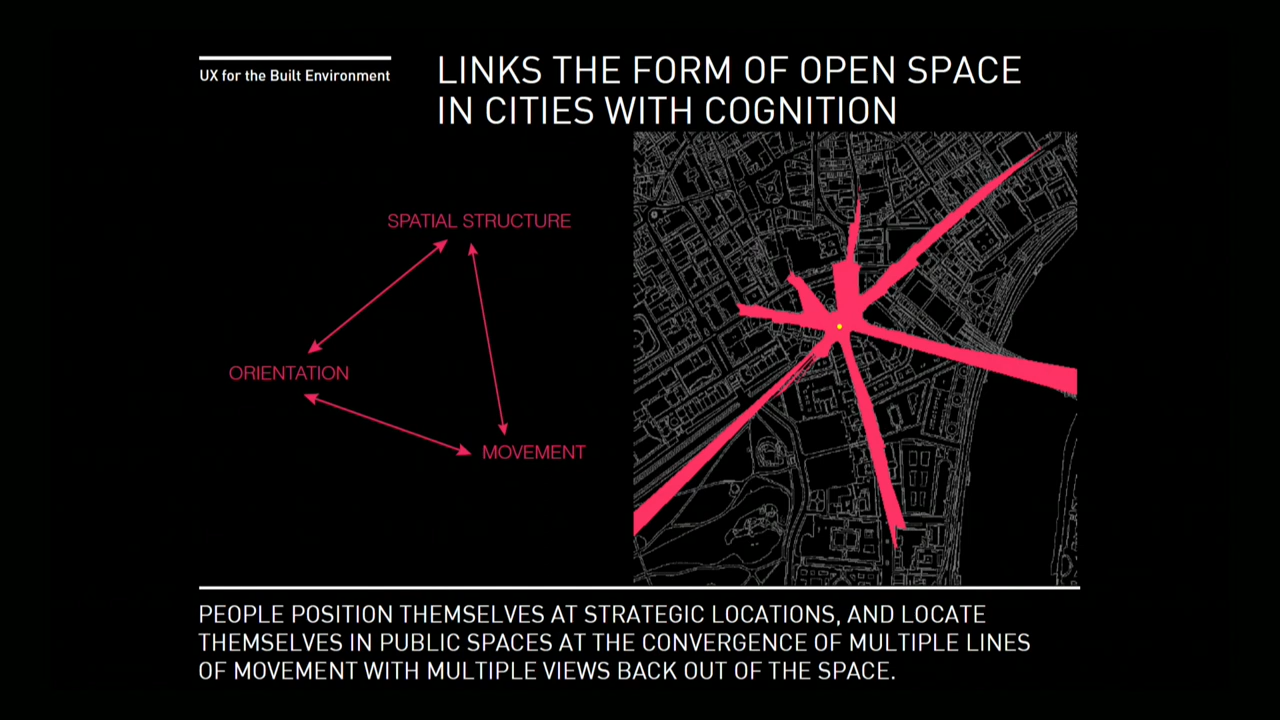 UX for the Built Environment
LINKS THE FORM OF OPEN SPACE
IN CITIES WITH COGNITION
SPATIAL STRUCTURE
ORIENTATION
MOVEMENT
PEOPLE POSITION THEMSELVES AT STRATEGIC LOCATIONS, AND LOCATE
THEMSELVES IN PUBLIC SPACES AT THE CONVERGENCE OF MULTIPLE LINES
OF MOVEMENT WITH MULTIPLE VIEWS BACK OUT OF THE SPACE.